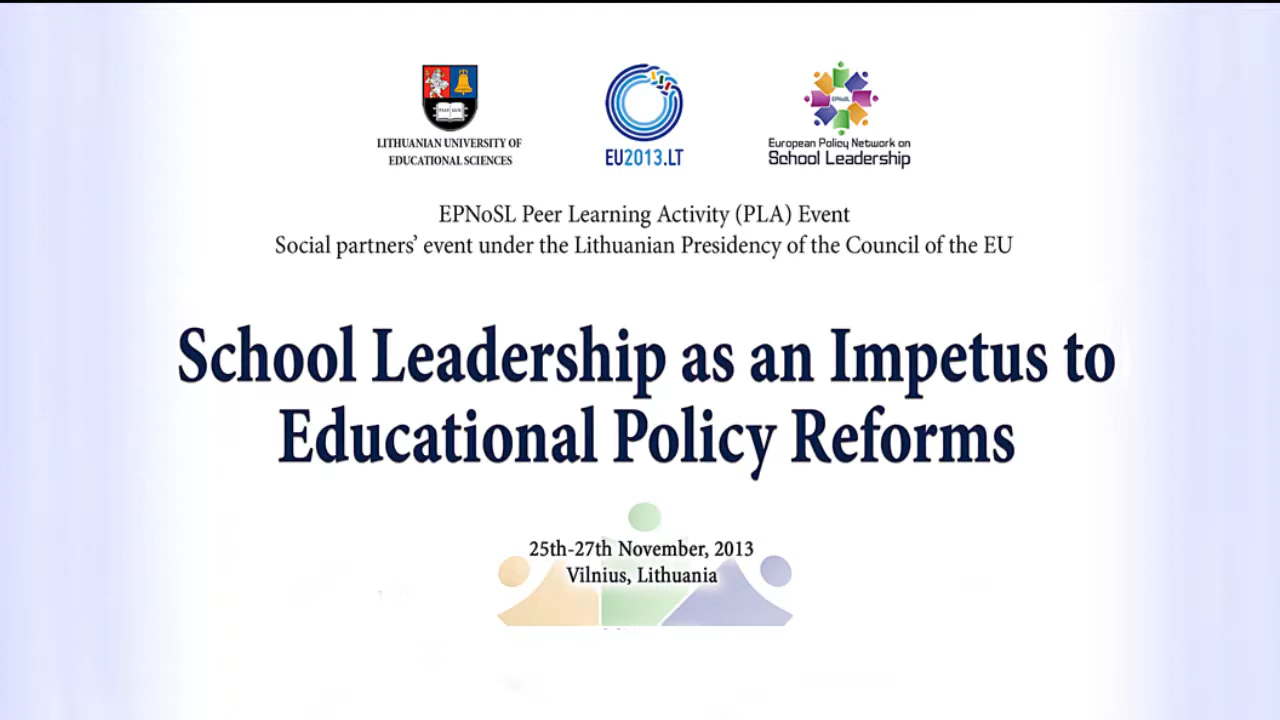 LITHUANIAN UNIVERSITY OF
EDUCATIONAL SCIENCES
EU2013.LT
EPNoSL
European Policy Network on
School Leadership
EPNoSL Peer Learning Activity (PLA) Event
Social partners’ event under the Lithuanian Presidency of the Council of the EU
School Leadership as an Impetus to
Educational Policy Reforms
25th-27th November, 2013
Vilnius, Lithuania